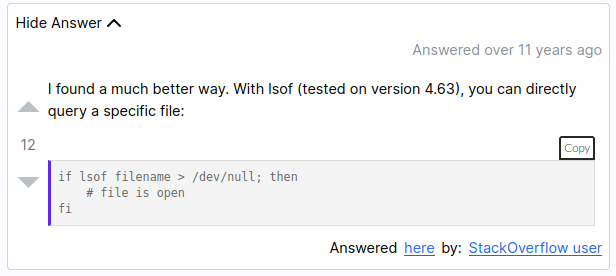 Hide Answer
Answered over 11 years ago
I found a much better way. With lsof (tested on version 4.63), you can directly
query a specific file:
12
Copy
if lsof filename > /dev/null; then
    # file is open
fi
Answered here by: StackOverflow user